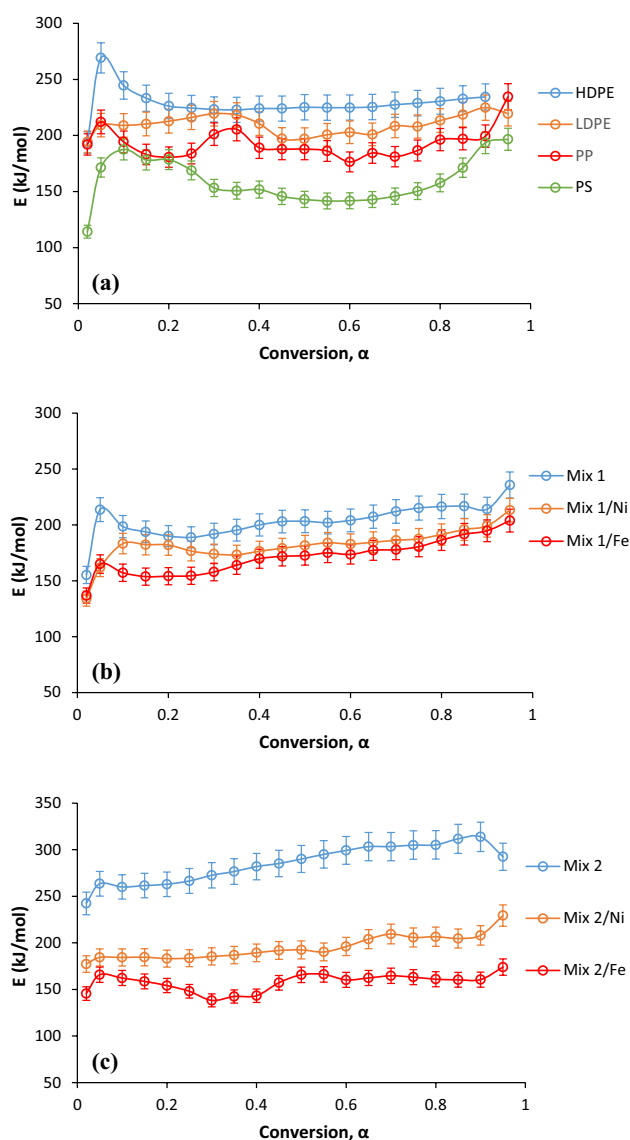 300
250
200
150
100
50
E (kJ/mol)
HDPE
LDPE
PP
PS
(a)
0 0.2 0.4 0.6 0.8 1
Conversion, α
300
250
200
150
100
50
E (kJ/mol)
Mix 1
Mix 1/Ni
Mix 1/Fe
(b)
0 0.2 0.4 0.6 0.8 1
Conversion, α
350
300
250
200
150
100
50
E (kJ/mol)
Mix 2
Mix 2/Ni
Mix 2/Fe
(c)
0 0.2 0.4 0.6 0.8 1
Conversion, α